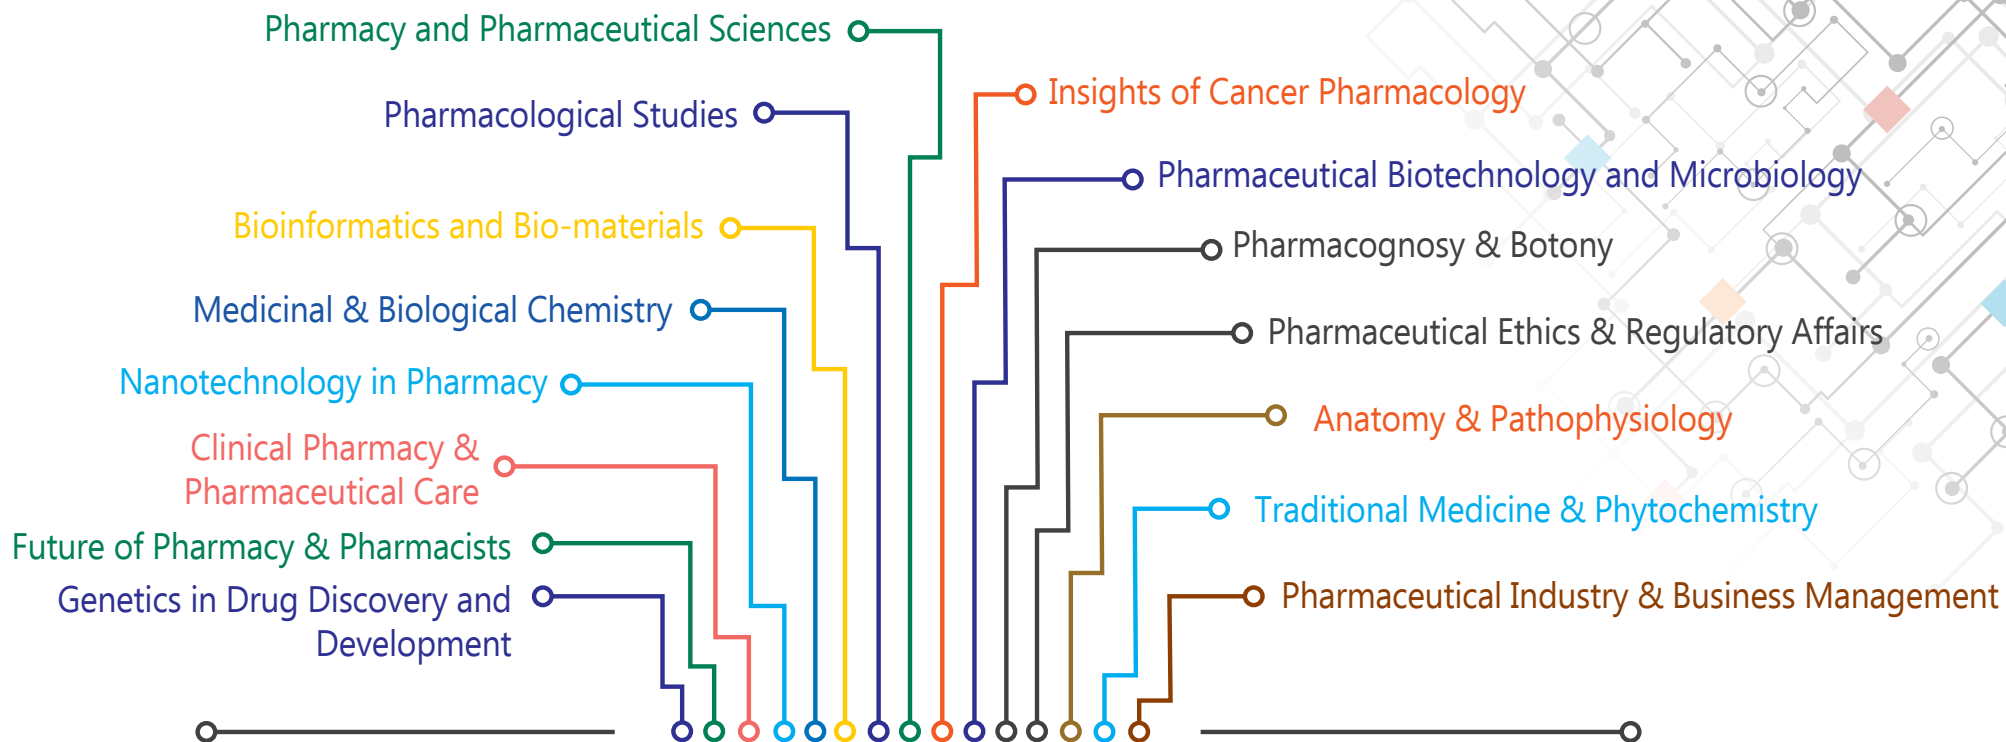 Pharmacy and Pharmaceutical Sciences
Pharmacological Studies
Bioinformatics and Bio-materials
Medicinal & Biological Chemistry
Nanotechnology in Pharmacy
Clinical Pharmacy &
Pharmaceutical Care
Future of Pharmacy & Pharmacists
Genetics in Drug Discovery and
Development
Insights of Cancer Pharmacology
Pharmaceutical Biotechnology and Microbiology
Pharmacognosy & Botony
Pharmaceutical Ethics & Regulatory Affairs
Anatomy & Pathophysiology
Traditional Medicine & Phytochemistry
Pharmaceutical Industry & Business Management